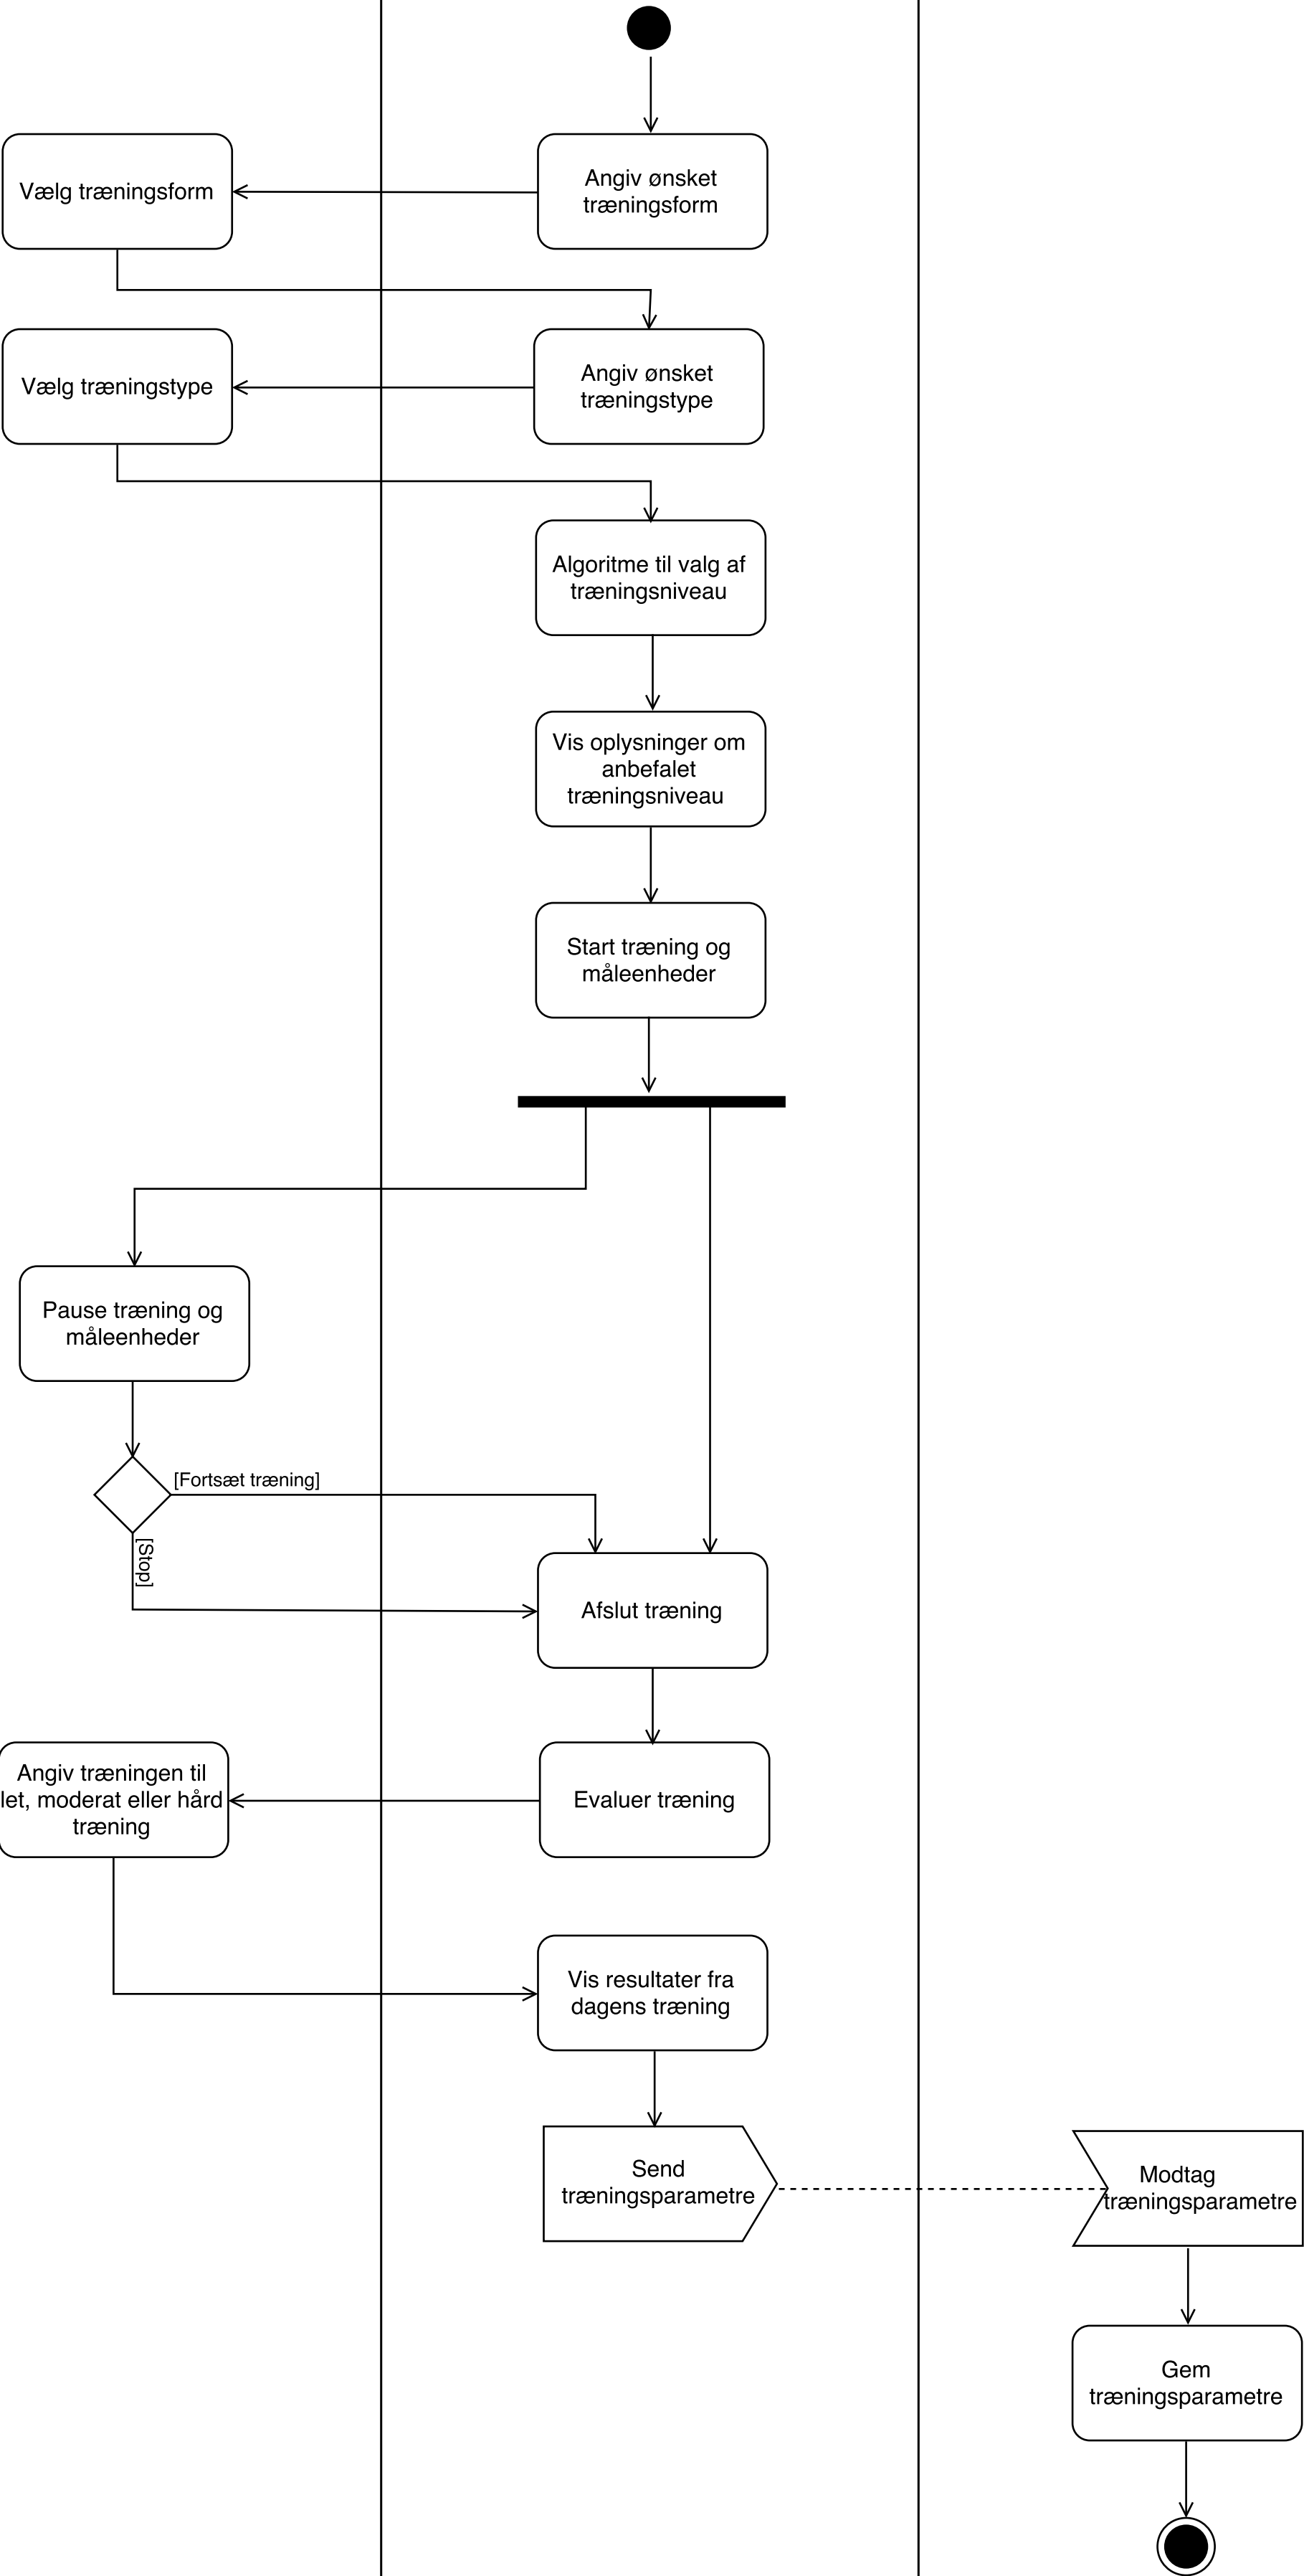 Vælg træningsform
Angiv ønsket
træningsform
Vælg træningstype
Angiv ønsket
træningstype
Algoritme til valg af
træningsniveau
Vis oplysninger om
anbefalet
træningsniveau
Start træning og
måleenheder
Pause træning og
måleenheder
[Fortsæt træning]
[Stop]
Afslut træning
Angiv træningen til
let, moderat eller hård
træning
Evaluer træning
Vis resultater fra
dagens træning
Send
træningsparametre
Modtag
træningsparametre
Gem
træningsparametre